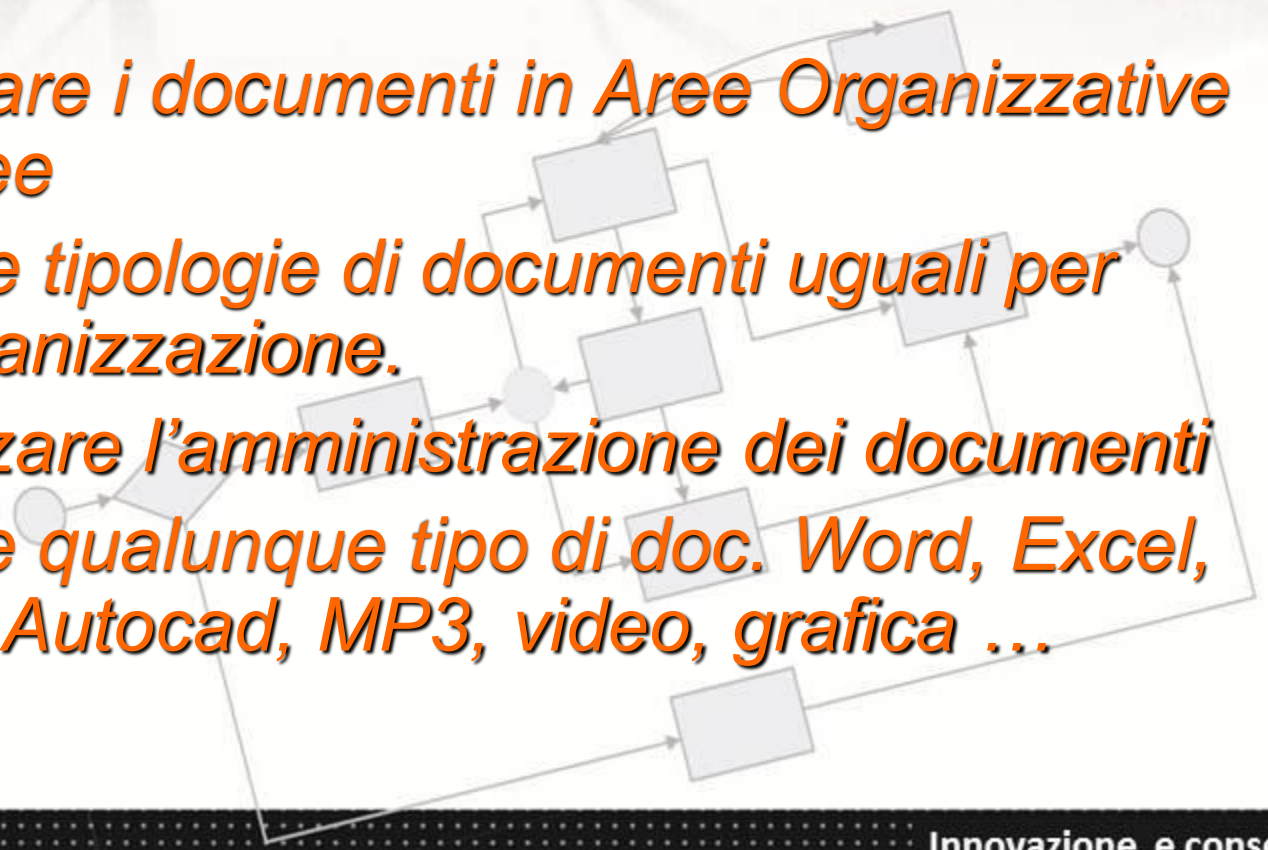 are i documenti in Aree Organizzative
ee
e tipologie di documenti uguali per
anizzazione.
zare l’amministrazione dei documenti
e qualunque tipo di doc. Word, Excel,
Autocad, MP3, video, grafica …
Innovazione e cons